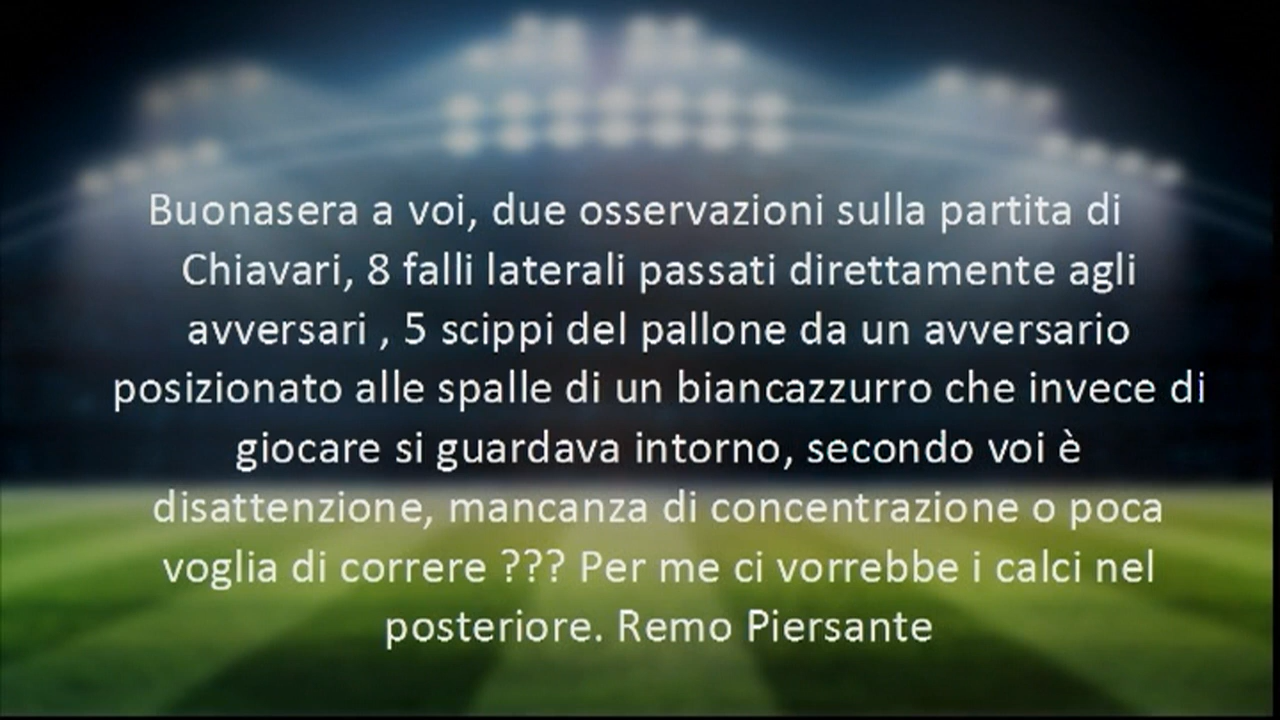 Buonasera a voi, due osservazioni sulla partita di
Chiavari, 8 falli laterali passati direttamente agli
avversari , 5 scippi del pallone da un avversario
posizionato alle spalle di un biancazzurro che invece di
giocare si guardava intorno, secondo voi è
disattenzione, mancanza di concentrazione o poca
voglia di correre ??? Per me ci vorrebbe i calci nel
posteriore. Remo Piersante